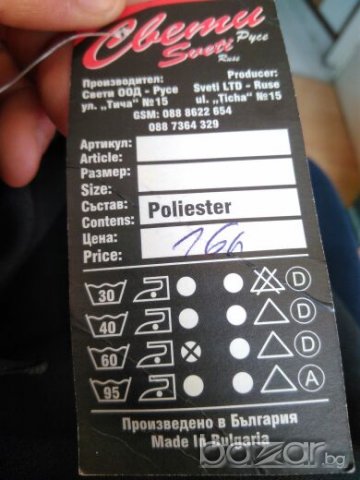 Свети Русе
Sveti Ruse
Производител: Producer:
Свети ООД - Русе Sveti LTD - Ruse
ул. „Тича“ №15 ul. „Ticha“ №15
GSM: 088 8622 654
088 7364 329
Артикул:
Article:
Размер:
Size:
Състав:
Contens: Poliester
Цена:
Price: 166
30 D
40 D
60 D
95 A
Произведено в България
Made In Bulgaria
bazar.bg